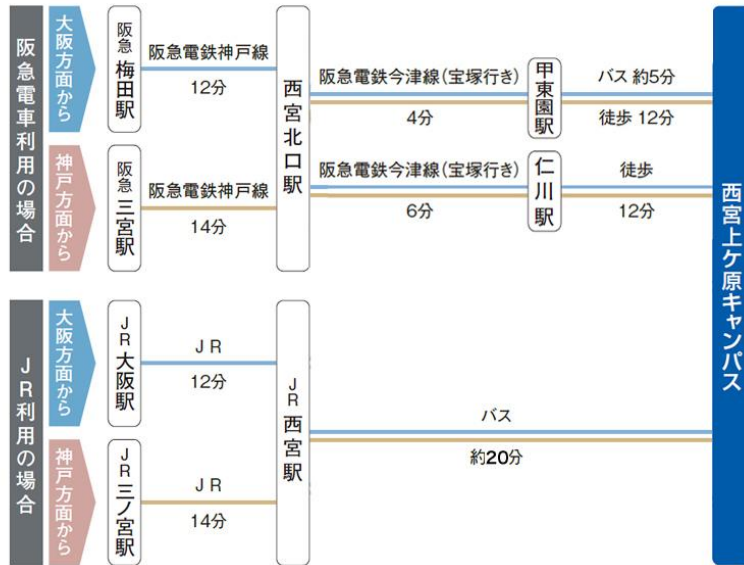 阪急電車利用の場合
大阪方面から
阪急 梅田駅
阪急電鉄神戸線
12分
神戸方面から
阪急 三宮駅
阪急電鉄神戸線
14分
西宮北口駅
阪急電鉄今津線(宝塚行き)
4分
甲東園駅
バス 約5分
徒歩 12分
阪急電鉄今津線(宝塚行き)
6分
仁川駅
徒歩
12分
JR利用の場合
大阪方面から
JR 大阪駅
JR
12分
神戸方面から
JR 三ノ宮駅
JR
14分
JR 西宮駅
バス
約20分
西宮上ケ原キャンパス